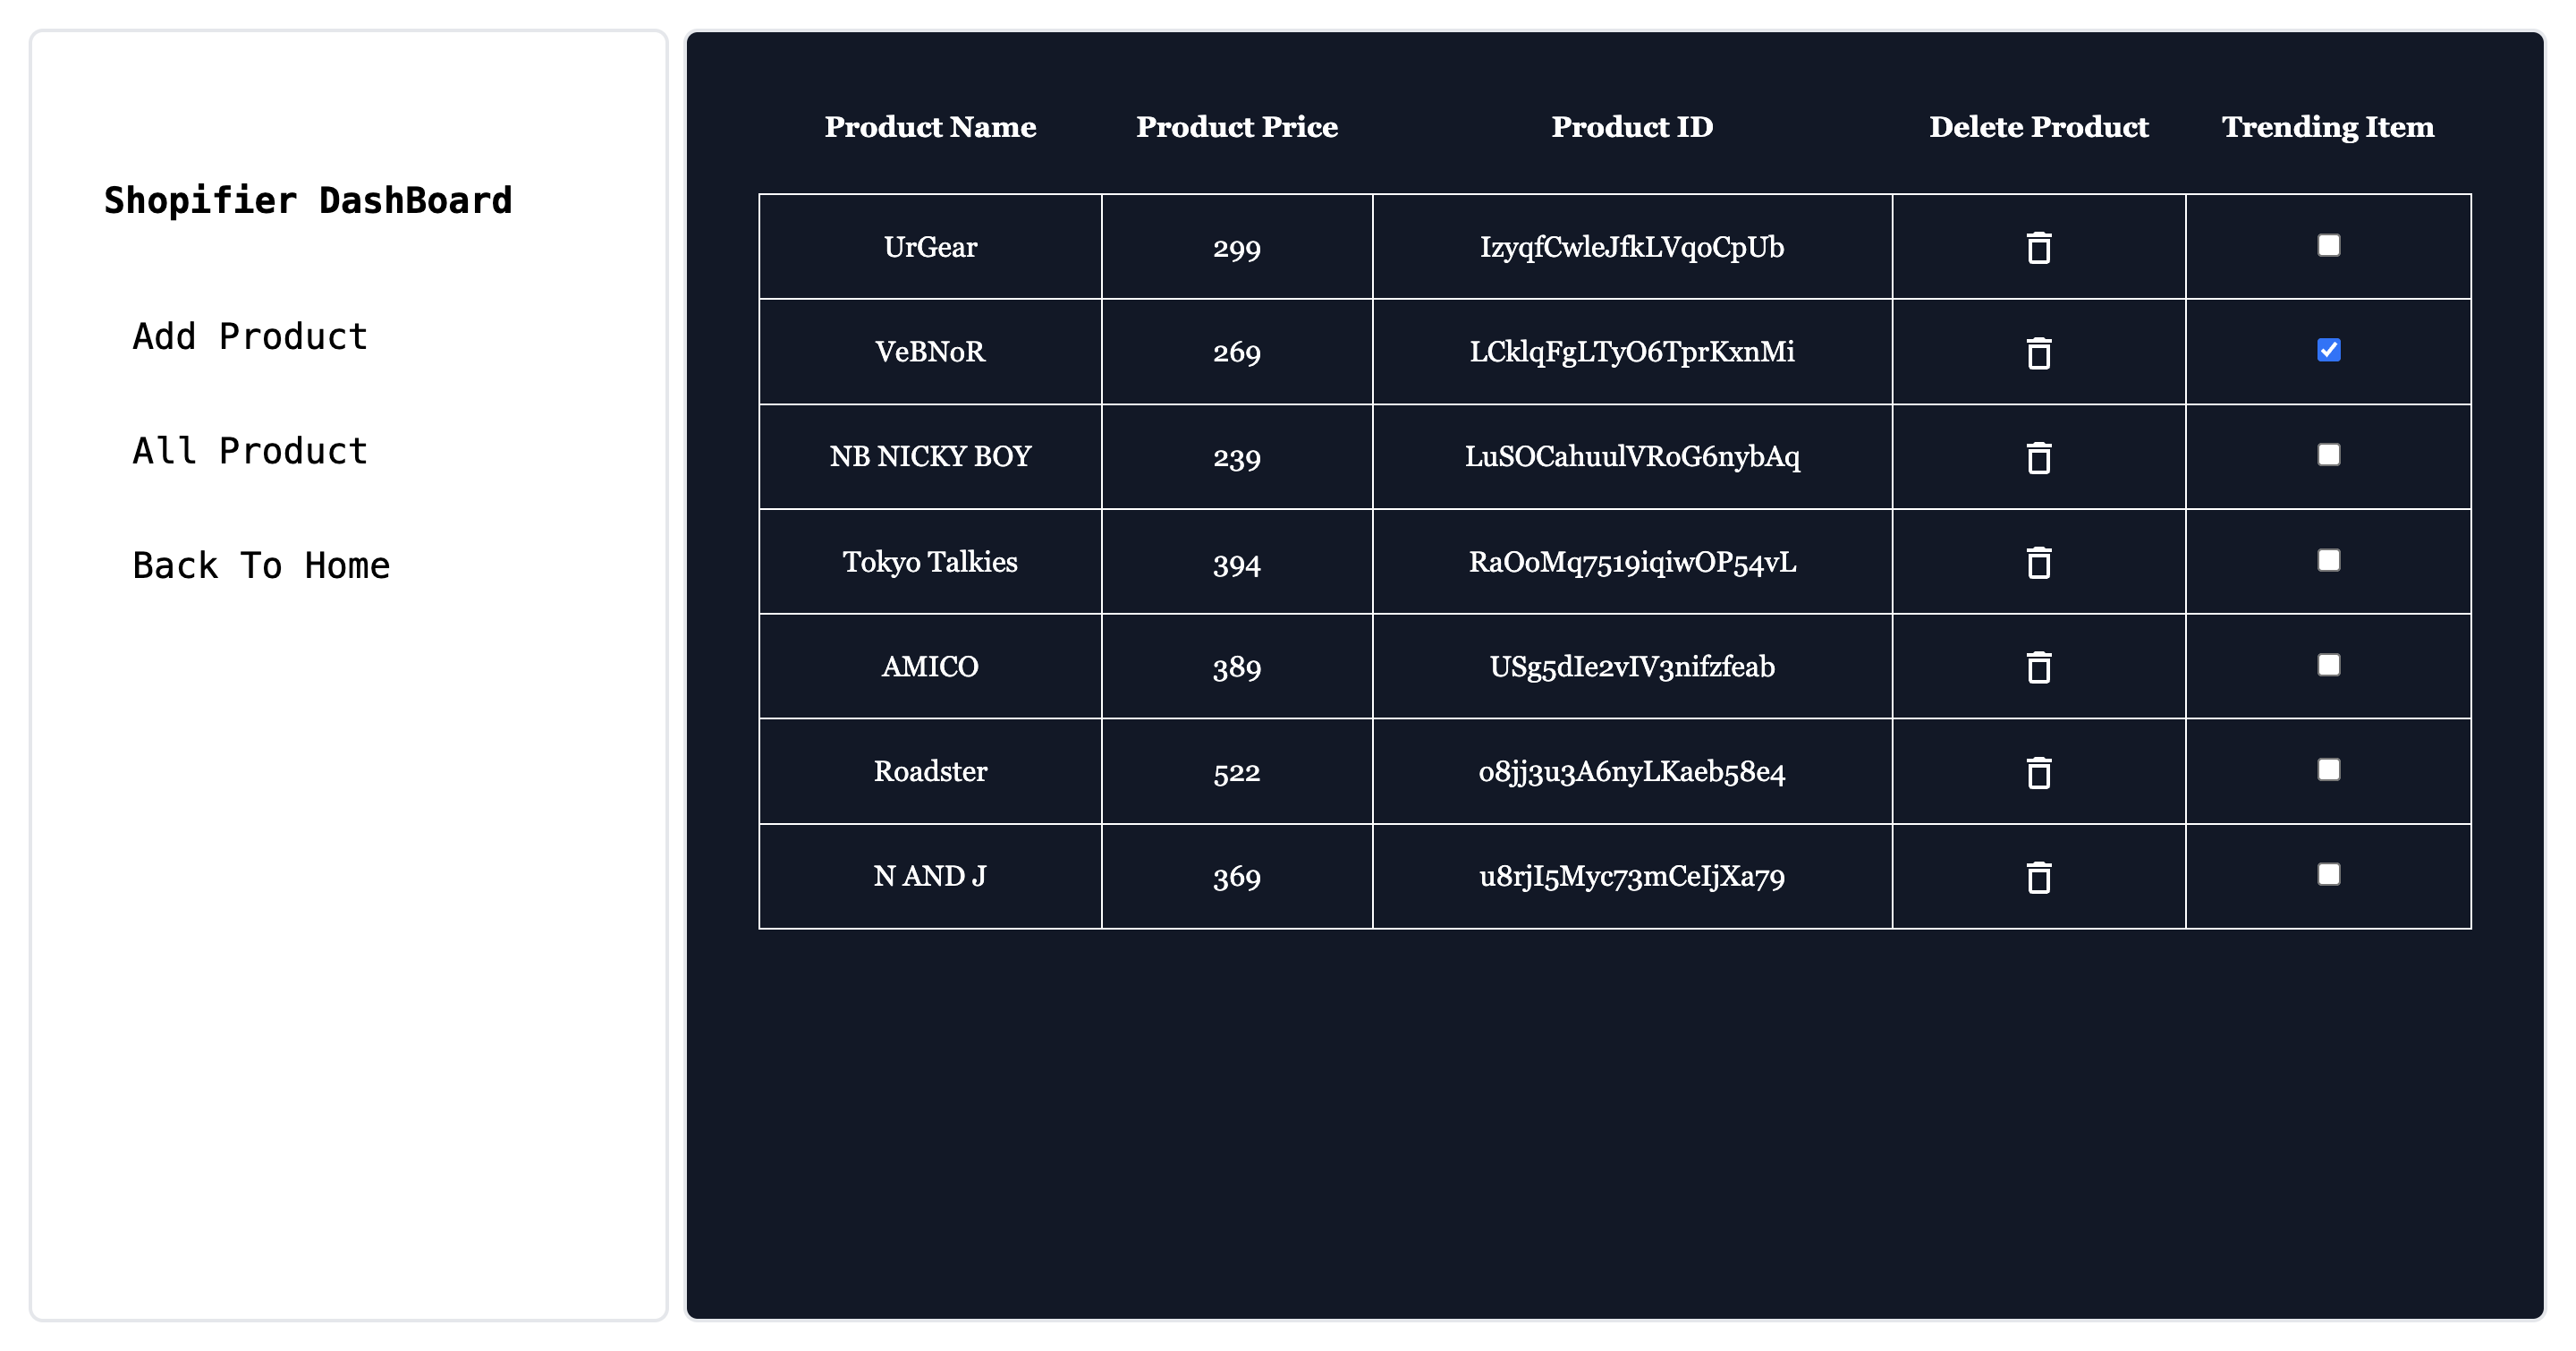 Shopifier DashBoard
Add Product
All Product
Back To Home
Product Name Product Price Product ID Delete Product Trending Item
UrGear 299 IzyqfCwleJfkLVqoCpUb
VeBNoR 269 LCklqFgLTyO6TprKxnMi
NB NICKY BOY 239 LuSOCahuulVRoG6nybAq
Tokyo Talkies 394 RaOoMq7519iqiwOP54vL
AMICO 389 USg5dIe2vIV3nifzfeab
Roadster 522 o8jj3u3A6nyLKaeb58e4
N AND J 369 u8rjI5Myc73mCeIjXa79